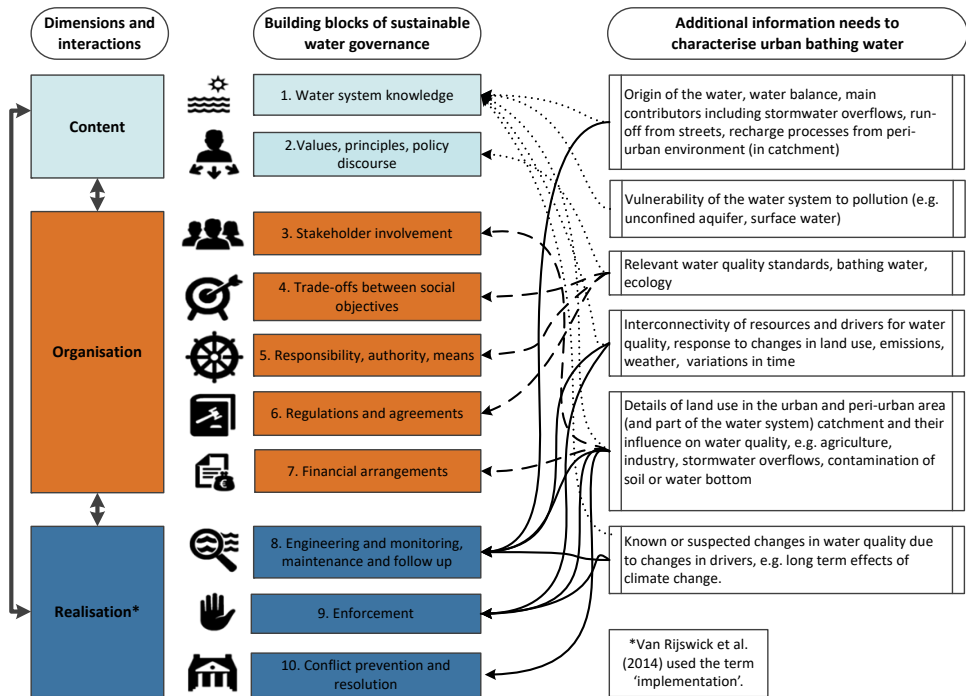 Dimensions and
interactions
Building blocks of sustainable
water governance
Additional information needs to
characterise urban bathing water
Content
Organisation
Realisation*
1. Water system knowledge
2.Values, principles, policy
discourse
3. Stakeholder involvement
4. Trade-offs between social
objectives
5. Responsibility, authority, means
6. Regulations and agreements
7. Financial arrangements
8. Engineering and monitoring,
maintenance and follow up
9. Enforcement
10. Conflict prevention and
resolution
Origin of the water, water balance, main
contributors including stormwater overflows, run-
off from streets, recharge processes from peri-
urban environment (in catchment)
Vulnerability of the water system to pollution (e.g.
unconfined aquifer, surface water)
Relevant water quality standards, bathing water,
ecology
Interconnectivity of resources and drivers for water
quality, response to changes in land use, emissions,
weather, variations in time
Details of land use in the urban and peri-urban area
(and part of the water system) catchment and their
influence on water quality, e.g. agriculture,
industry, stormwater overflows, contamination of
soil or water bottom
Known or suspected changes in water quality due
to changes in drivers, e.g. long term effects of
climate change.
*Van Rijswick et al.
(2014) used the term
‘implementation’.